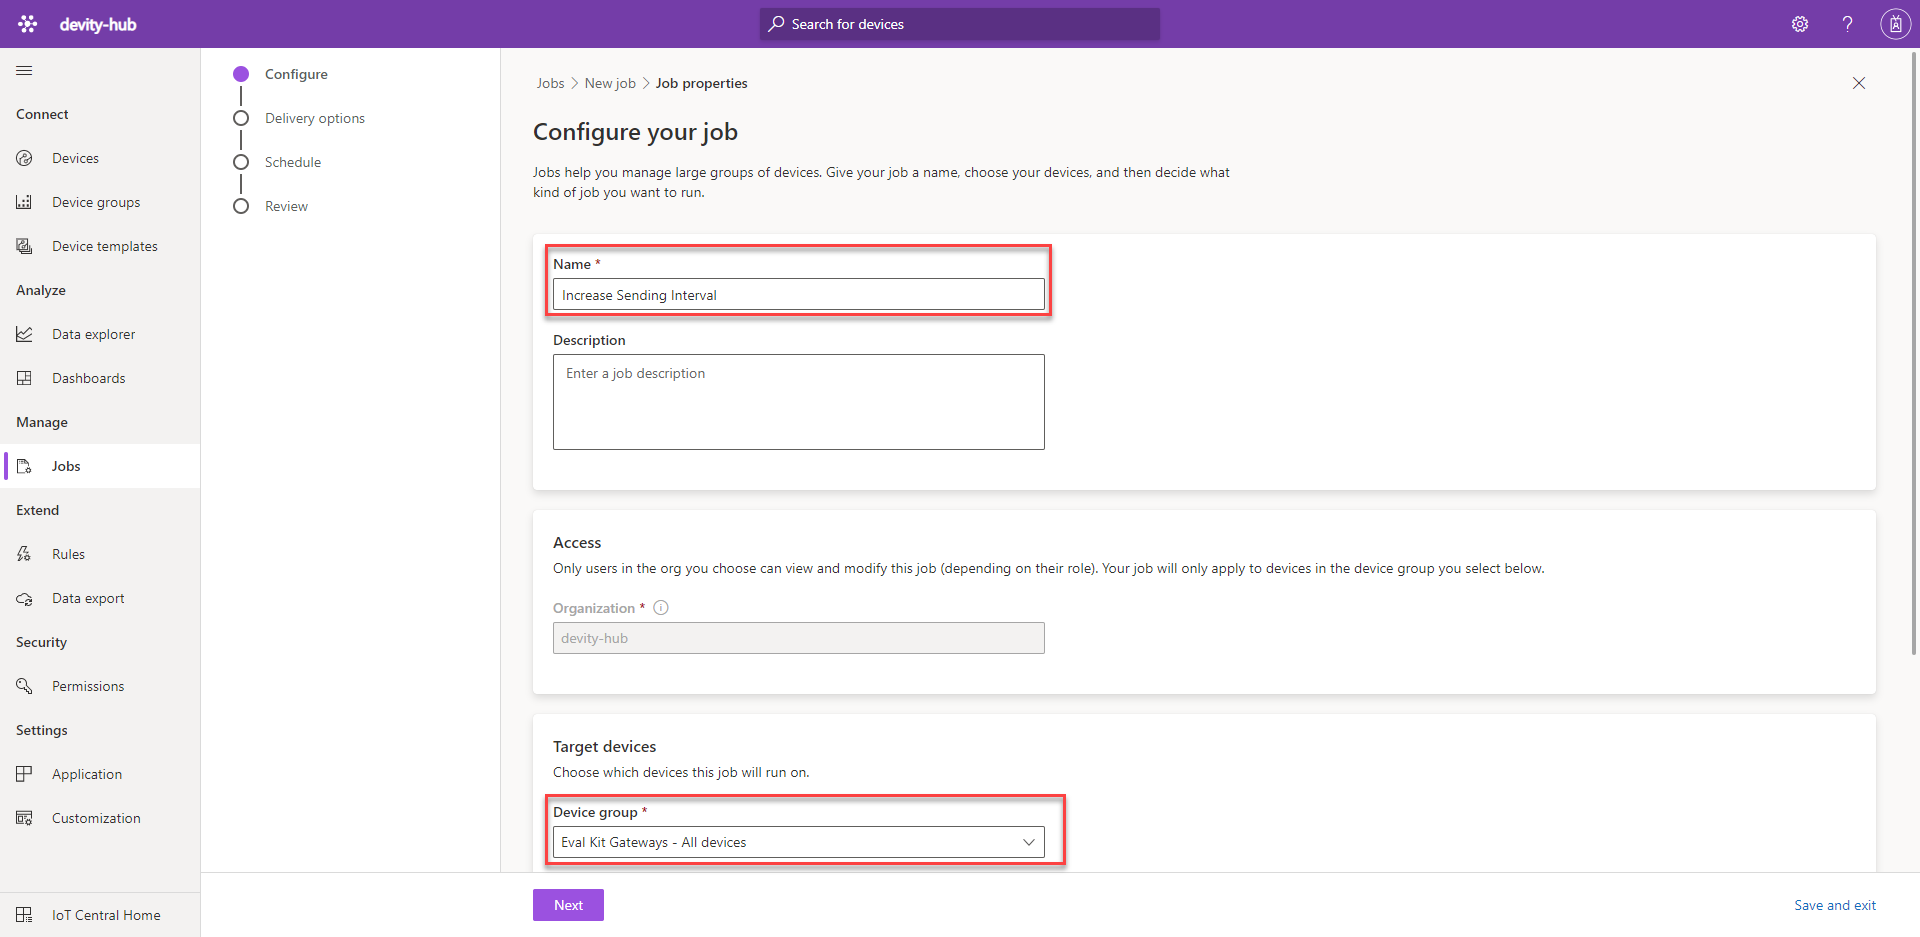 devity-hub
Search for devices
Connect
Devices
Device groups
Device templates
Analyze
Data explorer
Dashboards
Manage
Jobs
Extend
Rules
Data export
Security
Permissions
Settings
Application
Customization
IoT Central Home
Configure
Delivery options
Schedule
Review
Jobs > New job > Job properties
Configure your job
Jobs help you manage large groups of devices. Give your job a name, choose your devices, and then decide what
kind of job you want to run.
Name *
Increase Sending Interval
Description
Enter a job description
Access
Only users in the org you choose can view and modify this job (depending on their role). Your job will only apply to devices in the device group you select below.
Organization *
devity-hub
Target devices
Choose which devices this job will run on.
Device group *
Eval Kit Gateways - All devices
Next
Save and exit